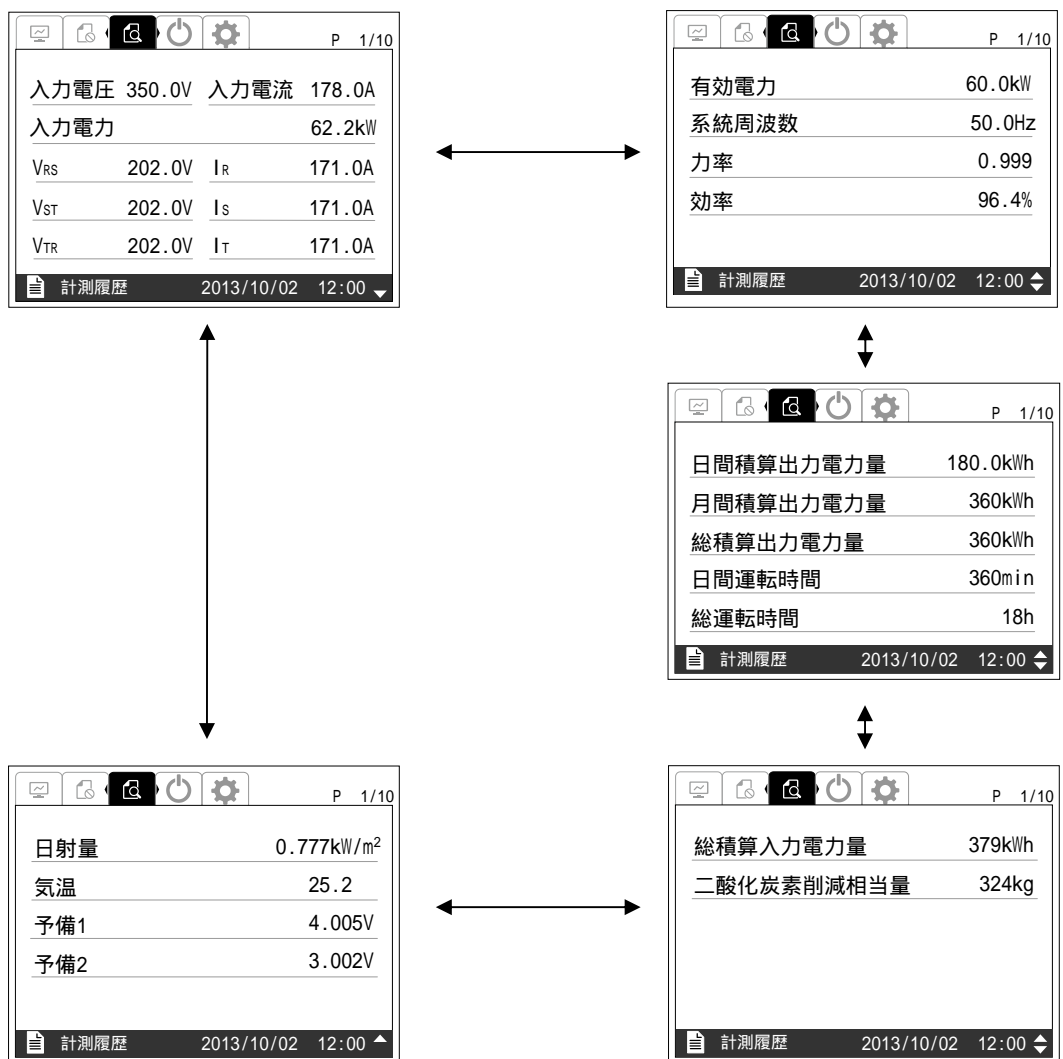 P 1/10
入力電圧 350.0V 入力電流 178.0A
入力電力 62.2kW
VRS 202.0V IR 171.0A
VST 202.0V IS 171.0A
VTR 202.0V IT 171.0A
計測履歴 2013/10/02 12:00
P 1/10
有効電力 60.0kW
系統周波数 50.0Hz
力率 0.999
効率 96.4%
計測履歴 2013/10/02 12:00
P 1/10
日間積算出力電力量 180.0kWh
月間積算出力電力量 360kWh
総積算出力電力量 360kWh
日間運転時間 360min
総運転時間 18h
計測履歴 2013/10/02 12:00
P 1/10
日射量 0.777kW/m²
気温 25.2
予備1 4.005V
予備2 3.002V
計測履歴 2013/10/02 12:00
P 1/10
総積算入力電力量 379kWh
二酸化炭素削減相当量 324kg
計測履歴 2013/10/02 12:00